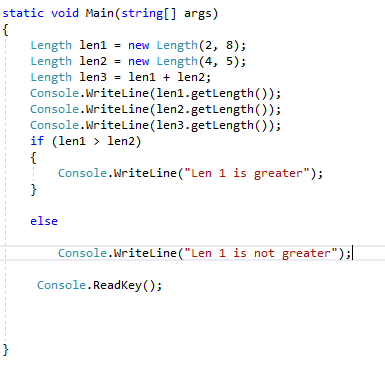 static void Main(string[] args)
{
Length len1 = new Length(2, 8);
Length len2 = new Length(4, 5);
Length len3 = len1 + len2;
Console.WriteLine(len1.getLength());
Console.WriteLine(len2.getLength());
Console.WriteLine(len3.getLength());
if (len1 > len2)
{
Console.WriteLine("Len 1 is greater");
}
else
Console.WriteLine("Len 1 is not greater");
Console.ReadKey();
}